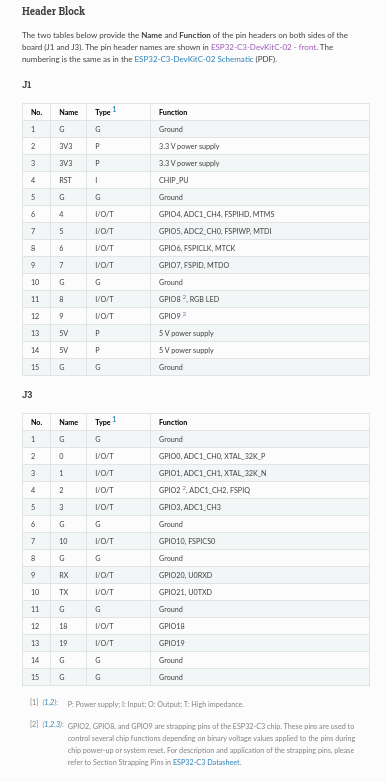 Header Block
The two tables below provide the Name and Function of the pin headers on both sides of the
board (J1 and J3). The pin header names are shown in ESP32-C3-DevKitC-02 - front. The
numbering is the same as in the ESP32-C3-DevKitC-02 Schematic (PDF).
J1
No. Name Type 1 Function
1 G G Ground
2 3V3 P 3.3 V power supply
3 3V3 P 3.3 V power supply
4 RST I CHIP_PU
5 G G Ground
6 4 I/O/T GPIO4, ADC1_CH4, FSPIHD, MTMS
7 5 I/O/T GPIO5, ADC2_CH0, FSPIWP, MTDI
8 6 I/O/T GPIO6, FSPICLK, MTCK
9 7 I/O/T GPIO7, FSPID, MTDO
10 G G Ground
11 8 I/O/T GPIO8 2, RGB LED
12 9 I/O/T GPIO9 2
13 5V P 5 V power supply
14 5V P 5 V power supply
15 G G Ground
J3
No. Name Type 1 Function
1 G G Ground
2 0 I/O/T GPIO0, ADC1_CH0, XTAL_32K_P
3 1 I/O/T GPIO1, ADC1_CH1, XTAL_32K_N
4 2 I/O/T GPIO2 2, ADC1_CH2, FSPIQ
5 3 I/O/T GPIO3, ADC1_CH3
6 G G Ground
7 10 I/O/T GPIO10, FSPICS0
8 G G Ground
9 RX I/O/T GPIO20, U0RXD
10 TX I/O/T GPIO21, U0TXD
11 G G Ground
12 18 I/O/T GPIO18
13 19 I/O/T GPIO19
14 G G Ground
15 G G Ground
[1] (1,2): P: Power supply; I: Input; O: Output; T: High impedance.
[2] (1,2,3): GPIO2, GPIO8, and GPIO9 are strapping pins of the ESP32-C3 chip. These pins are used to
control several chip functions depending on binary voltage values applied to the pins during
chip power-up or system reset. For description and application of the strapping pins, please
refer to Section Strapping Pins in ESP32-C3 Datasheet.